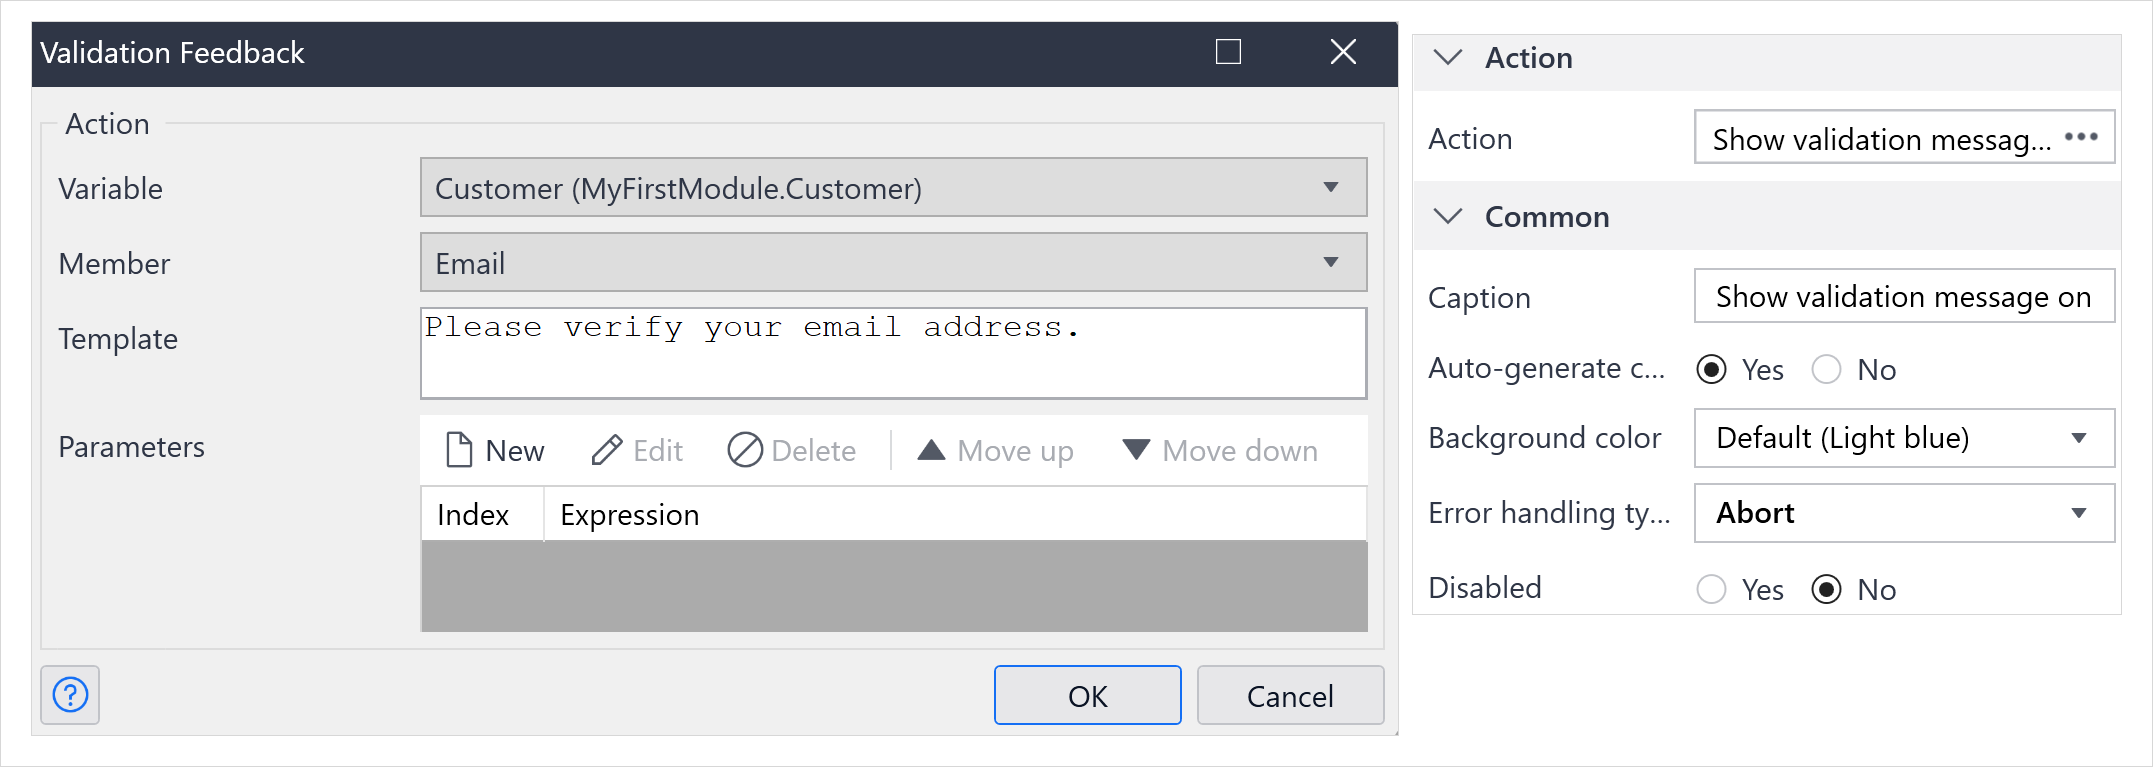 Validation Feedback
Action
Variable
Customer (MyFirstModule.Customer)
Member
Email
Template
Please verify your email address.
Parameters
New Edit Delete Move up Move down
Index Expression
?
OK Cancel
Action
Action Show validation messag... •••
Common
Caption Show validation message on
Auto-generate c... Yes No
Background color Default (Light blue)
Error handling ty... Abort
Disabled Yes No